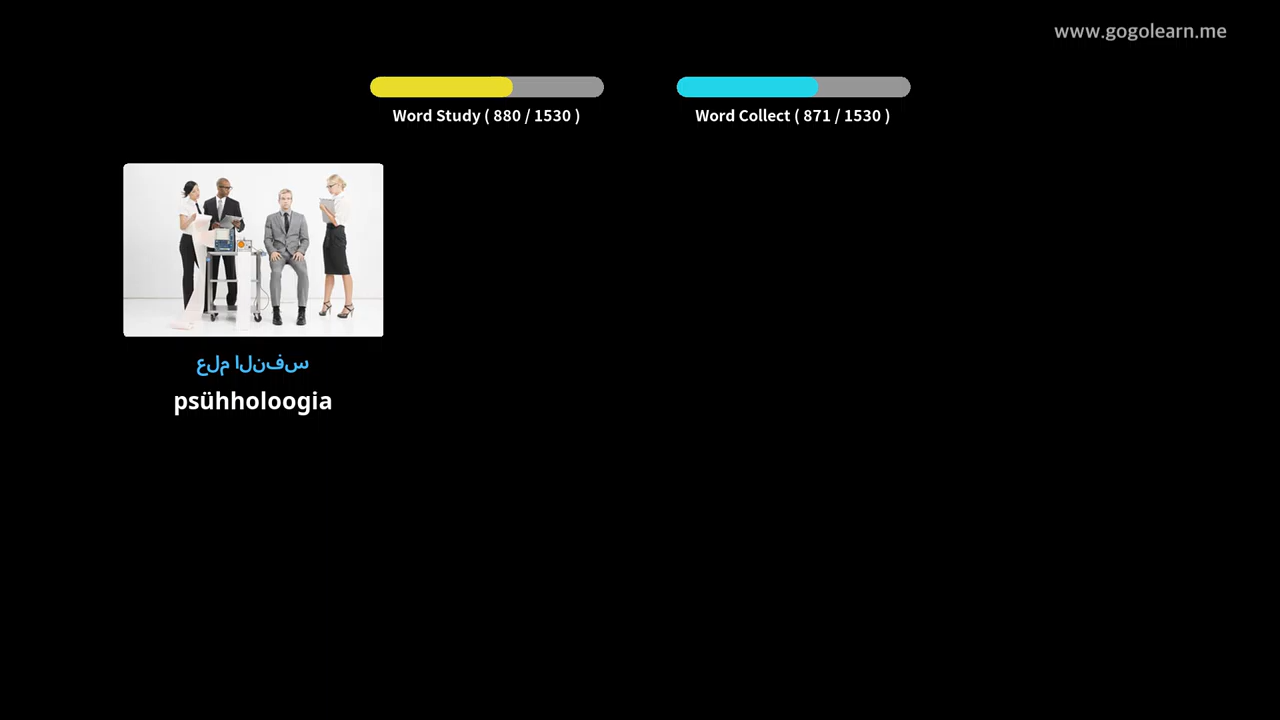 www.gogolearn.me
Word Study ( 880 / 1530 )
Word Collect ( 871 / 1530 )
علم النفس
psühholoogia